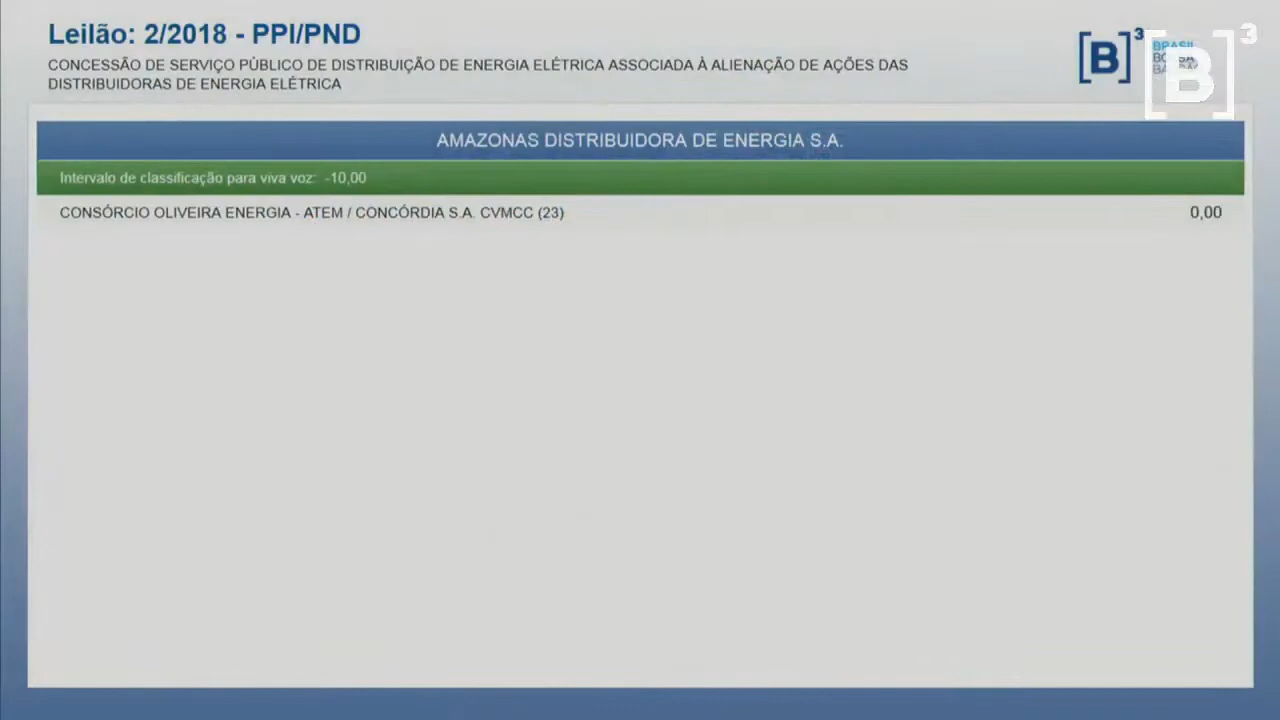 Leilão: 2/2018 - PPI/PND
CONCESSÃO DE SERVIÇO PÚBLICO DE DISTRIBUIÇÃO DE ENERGIA ELÉTRICA ASSOCIADA À ALIENAÇÃO DE AÇÕES DAS
DISTRIBUIDORAS DE ENERGIA ELÉTRICA
[B]³
BRASIL
[B]³
AMAZONAS DISTRIBUIDORA DE ENERGIA S.A.
Intervalo de classificação para viva voz: -10,00
CONSÓRCIO OLIVEIRA ENERGIA - ATEM / CONCÓRDIA S.A. CVMCC (23) 0,00